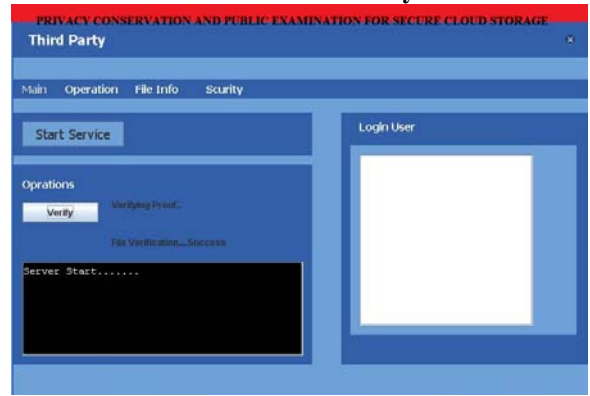 PRIVACY CONSERVATION AND PUBLIC EXAMINATION FOR SECURE CLOUD STORAGE
Third Party
Main Operation File Info Scurity
Start Service
Login User
Oprations
Verify Verifying Proof..
File Verification....Success
Server Start.......